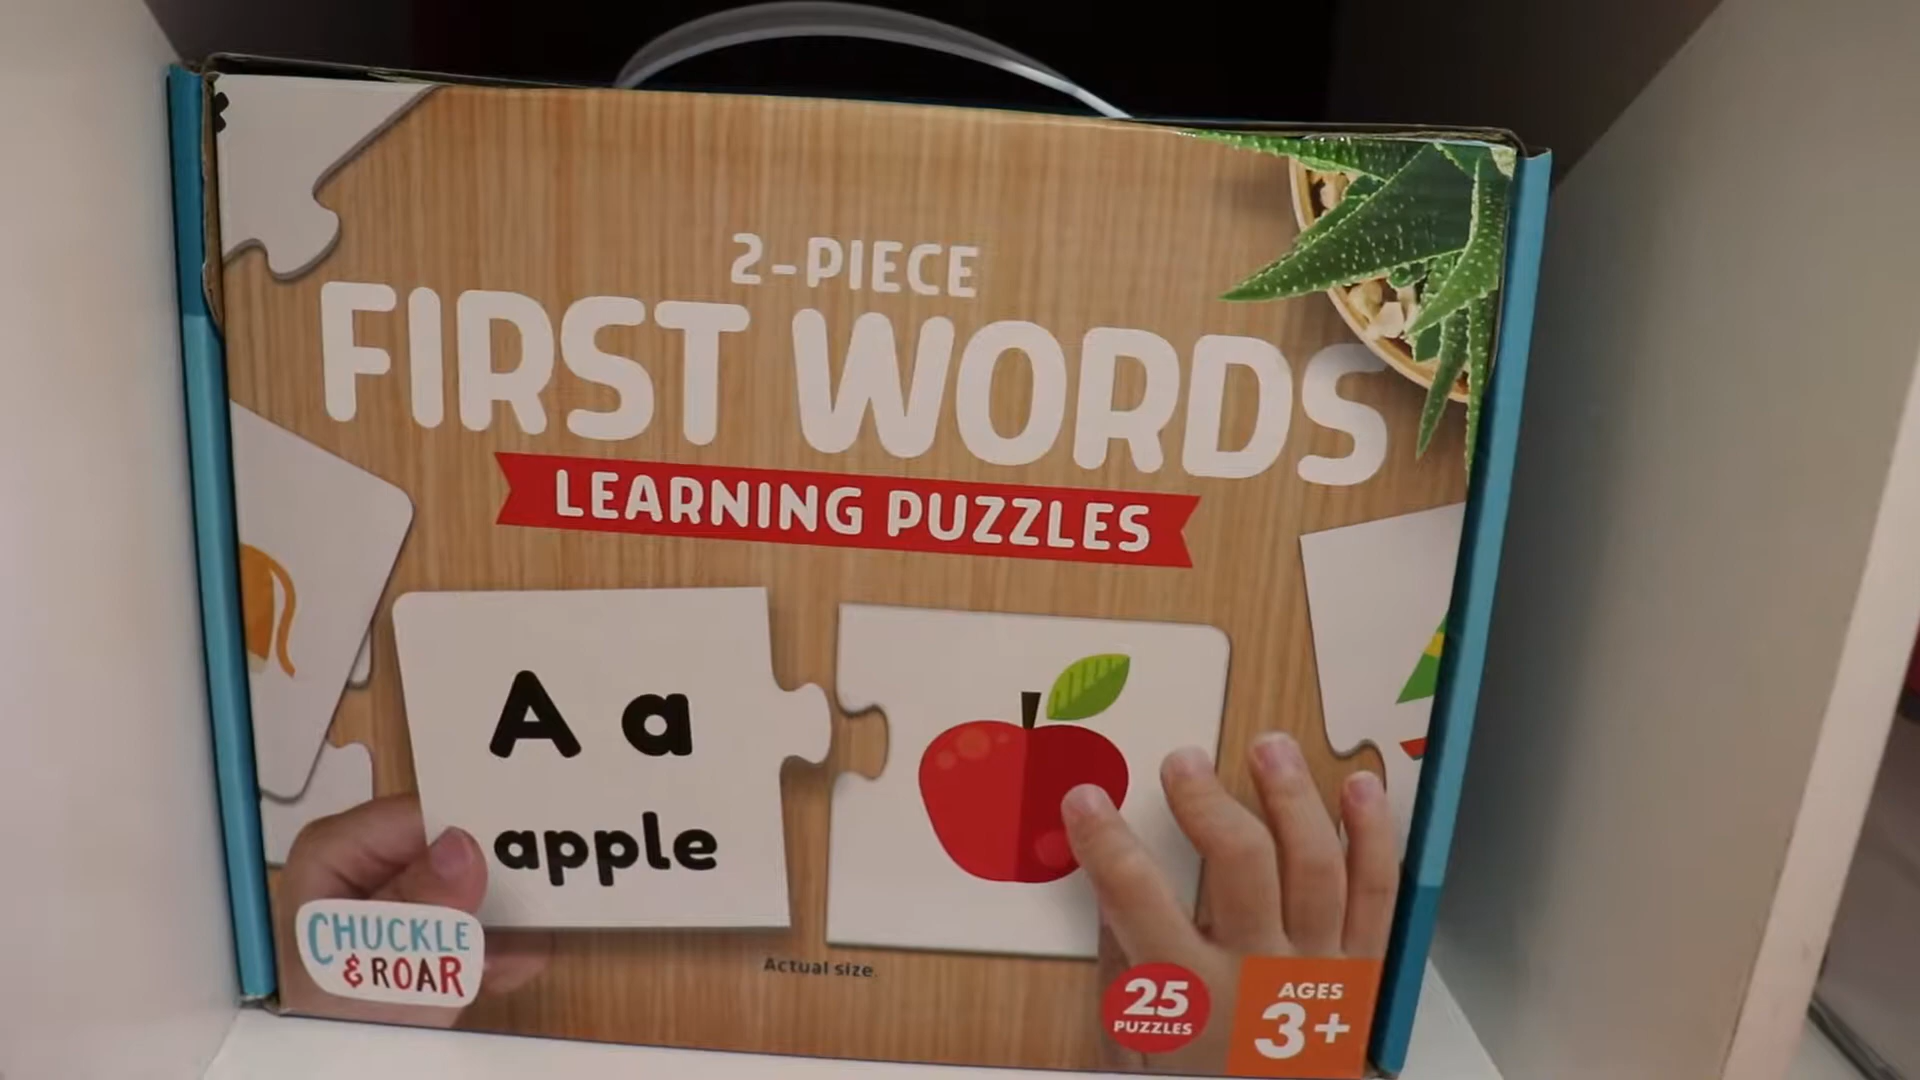 2-PIECE
FIRST WORDS
LEARNING PUZZLES
A a
apple
CHUCKLE
& ROAR
Actual size.
25
PUZZLES
AGES
3+